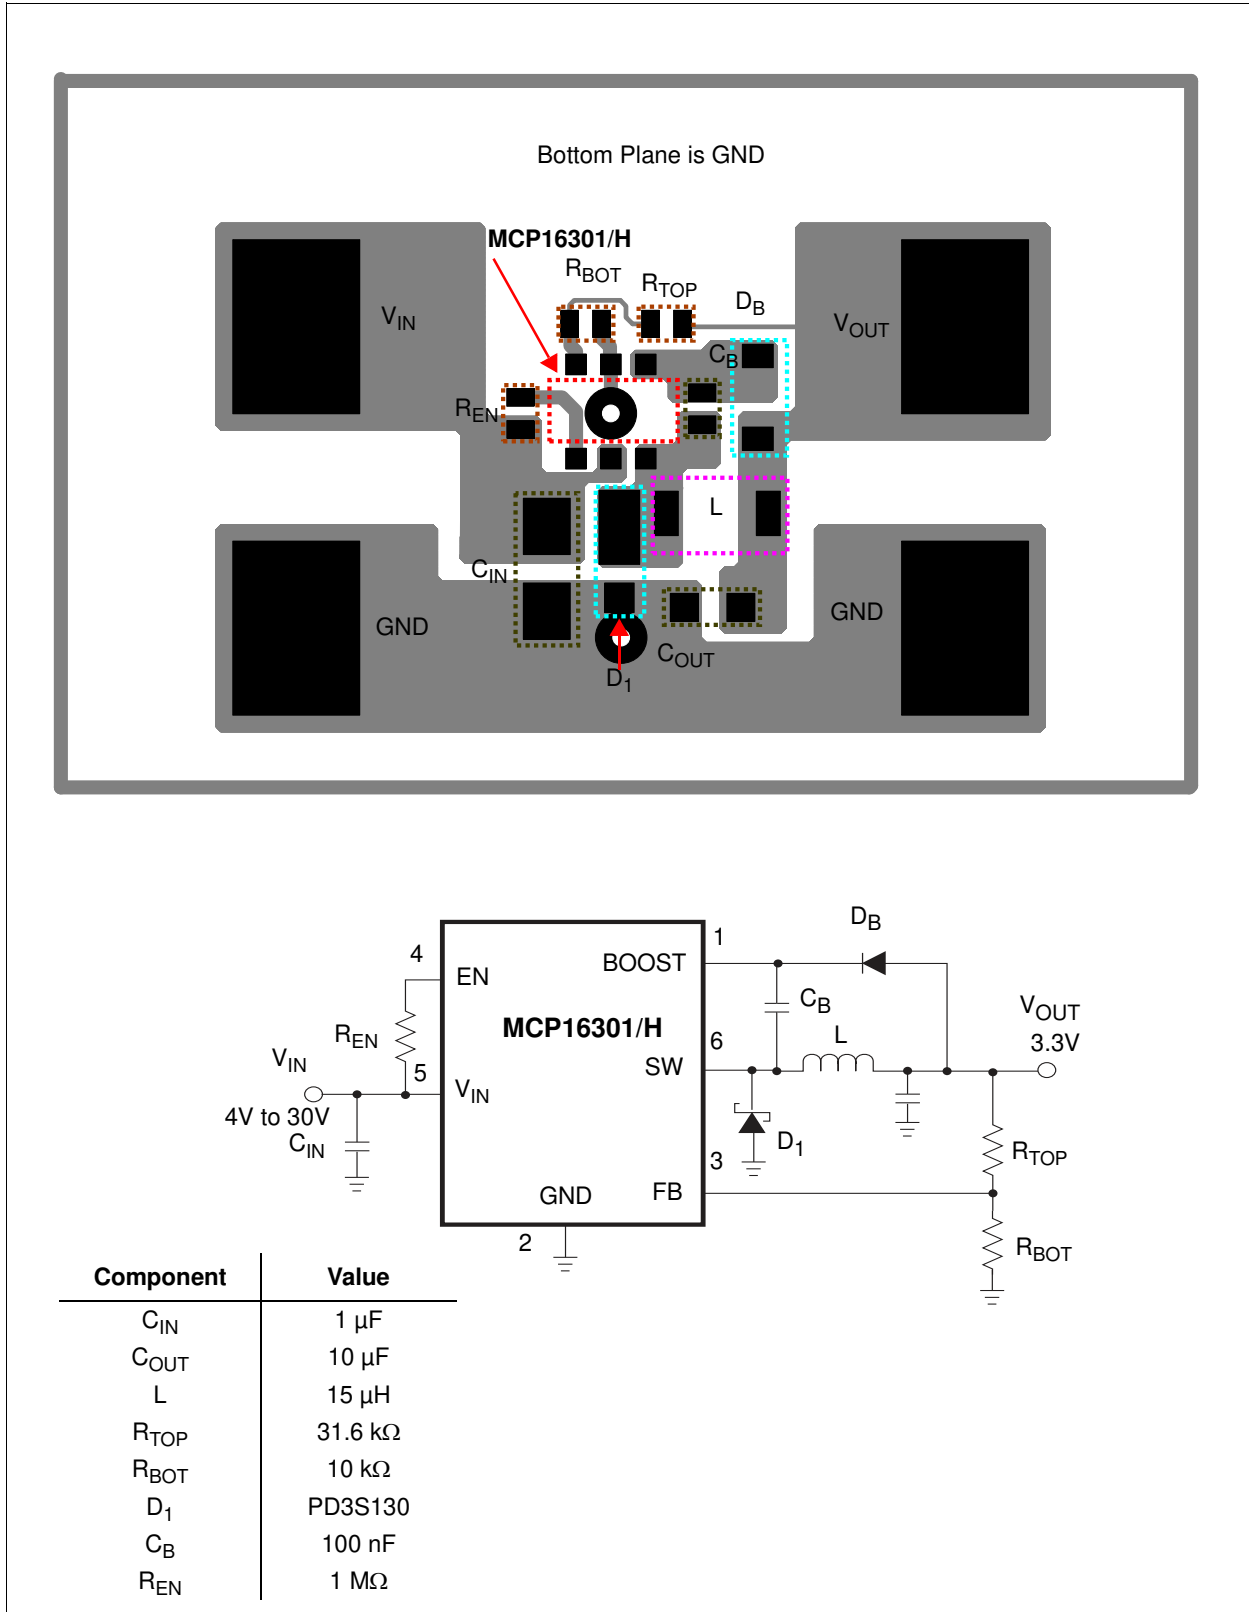 Bottom Plane is GND
MCP16301/H
RBOT
RTOP
DB
VIN
VOUT
CB
REN
L
CIN
GND
GND
COUT
D1
DB
1
4
BOOST
EN
CB
VOUT
MCP16301/H
L
3.3V
REN
6
VIN
SW
5
VIN
4V to 30V
CIN
D1
RTOP
3
GND
FB
2
RBOT
Component Value
CIN 1 µF
COUT 10 µF
L 15 µH
RTOP 31.6 kΩ
RBOT 10 kΩ
D1 PD3S130
CB 100 nF
REN 1 MΩ